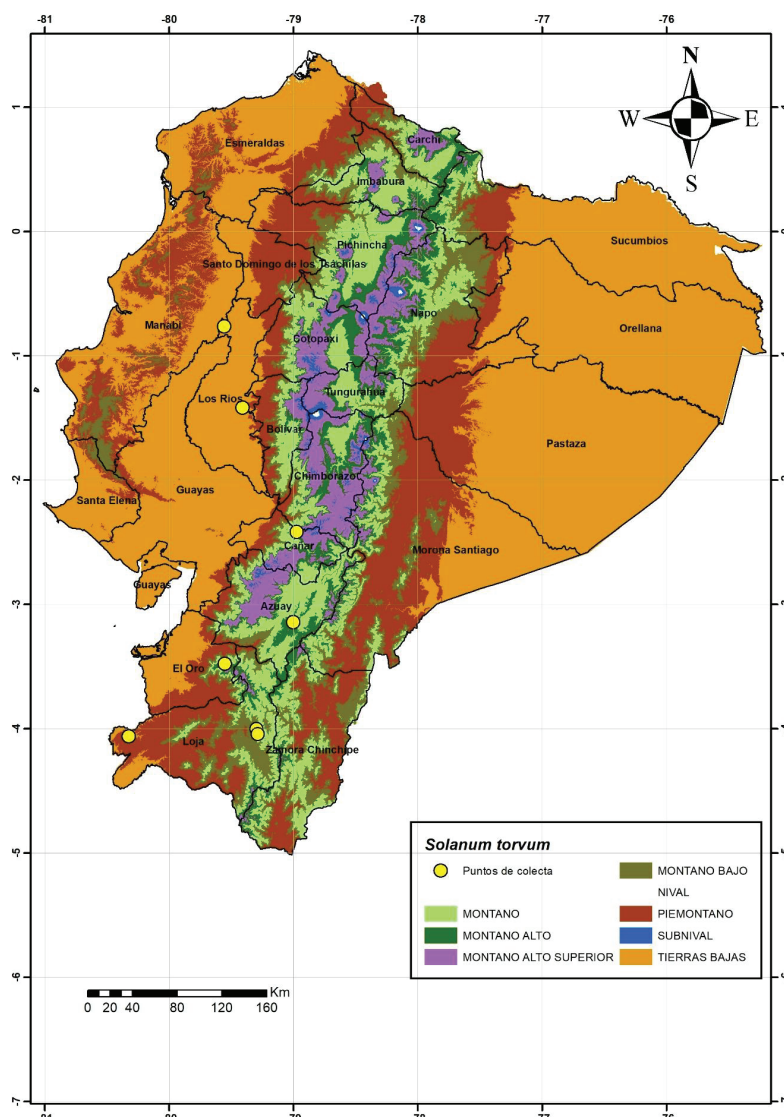 -81 -80 -79 -78 -77 -76
N
W E
S
1
0
-1
-2
-3
-4
-5
-6
-7
Esmeraldas
Carchi
Imbabura
Pichincha
Sucumbios
Santo Domingo de los Tsáchilas
Napo
Orellana
Manabí
Cotopaxi
Los Rios
Tungurahua
Bolívar
Pastaza
Chimborazo
Guayas
Santa Elena
Cañar
Morona Santiago
Guayas
Azuay
El Oro
Loja
Zamora Chinchipe
Solanum torvum
Puntos de colecta
MONTANO
MONTANO ALTO
MONTANO ALTO SUPERIOR
MONTANO BAJO
NIVAL
PIEMONTANO
SUBNIVAL
TIERRAS BAJAS
Km
0 20 40 80 120 160